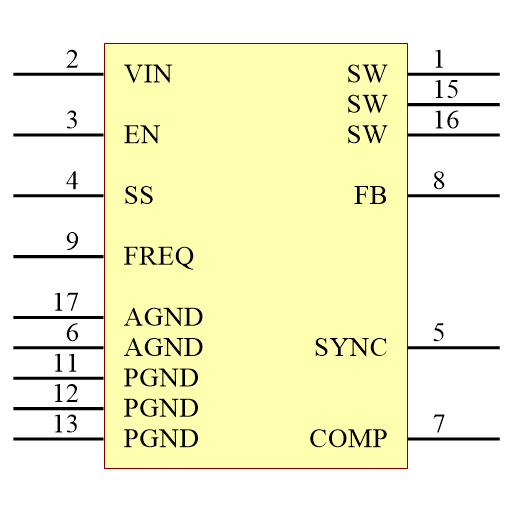 2 VIN SW 1
SW 15
3 EN SW 16
4 SS FB 8
9 FREQ
17 AGND
6 AGND SYNC 5
11 PGND
12 PGND
13 PGND COMP 7